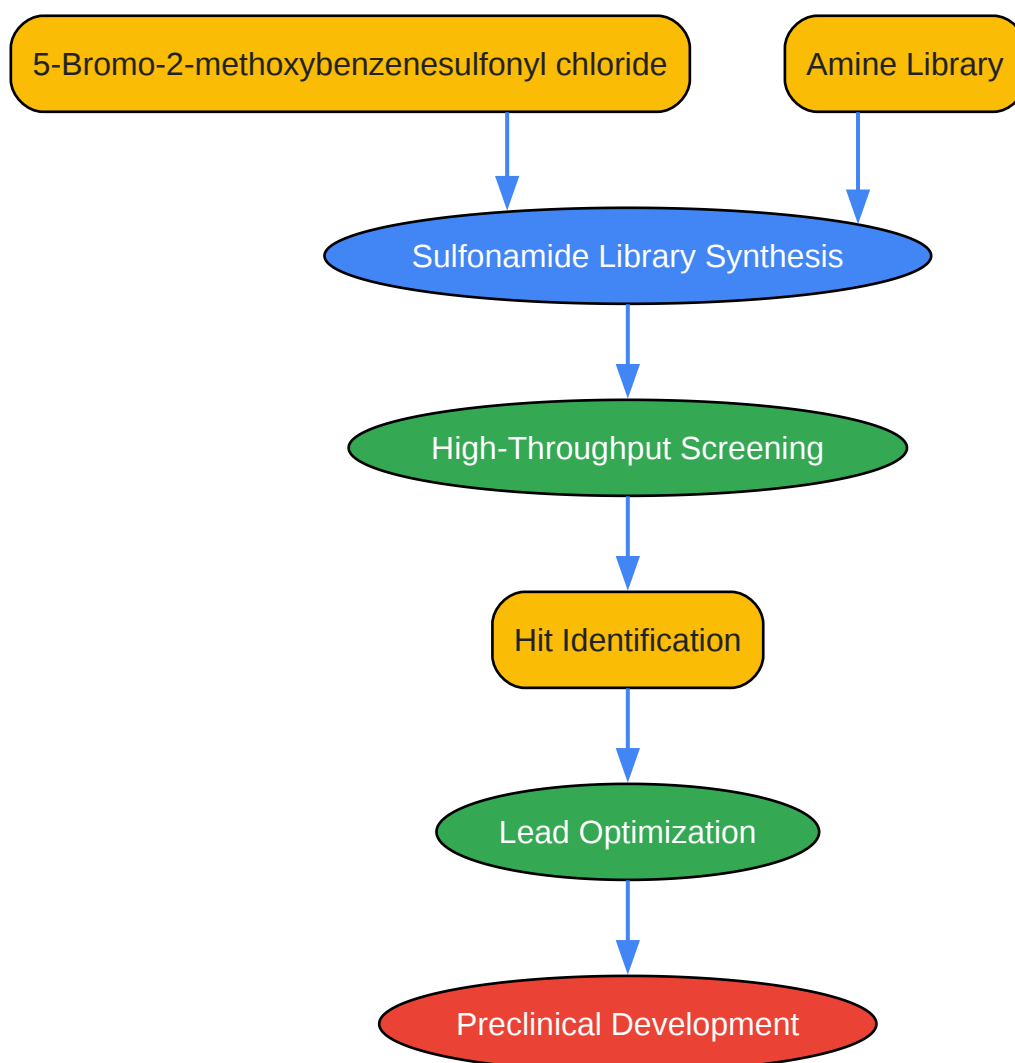 5-Bromo-2-methoxybenzenesulfonyl chloride
Amine Library
Sulfonamide Library Synthesis
High-Throughput Screening
Hit Identification
Lead Optimization
Preclinical Development